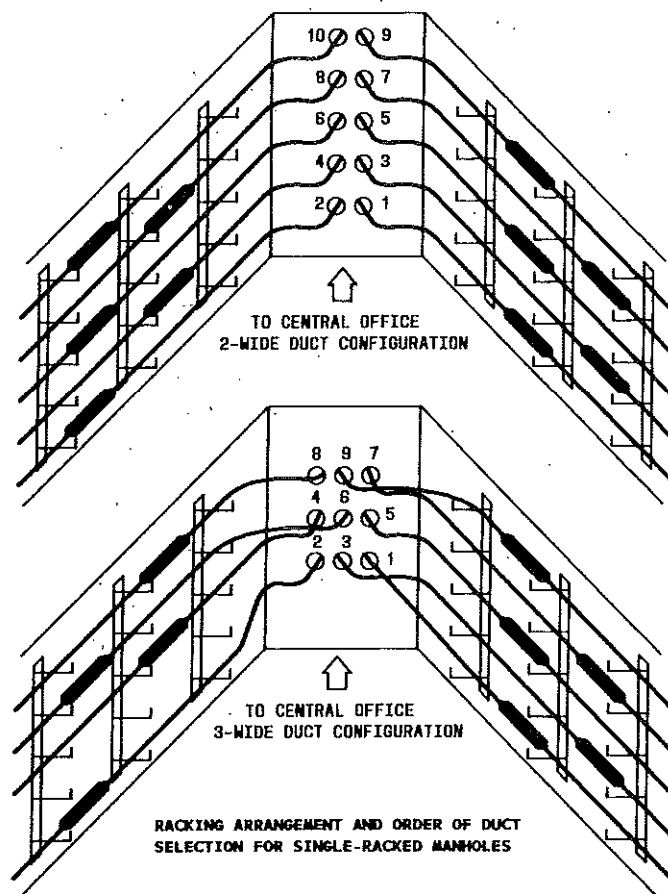 10 9
8 7
6 5
4 3
2 1
TO CENTRAL OFFICE
2-WIDE DUCT CONFIGURATION
8 9 7
4 6 5
2 3 1
TO CENTRAL OFFICE
3-WIDE DUCT CONFIGURATION
RACKING ARRANGEMENT AND ORDER OF DUCT
SELECTION FOR SINGLE-RACKED MANHOLES